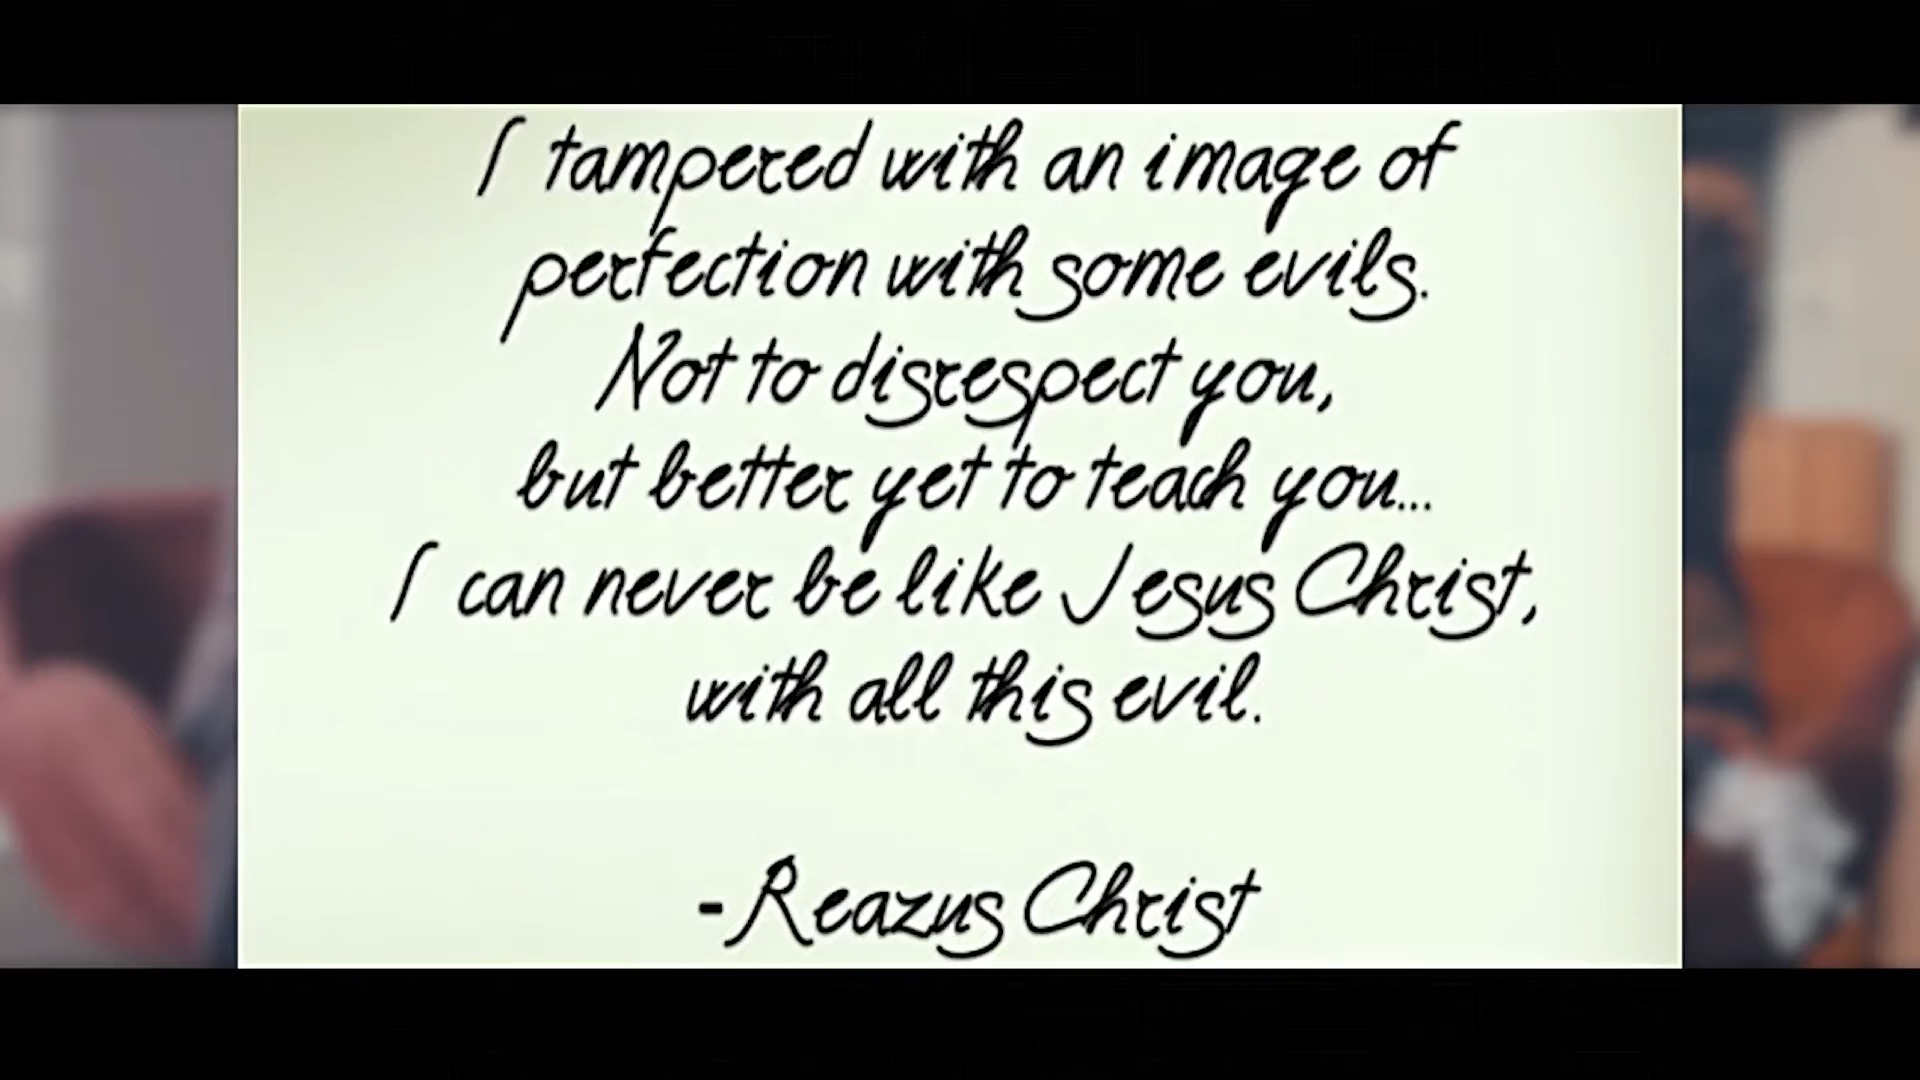 I tampered with an image of
perfection with some evils.
Not to disrespect you,
but better yet to teach you...
I can never be like Jesus Christ,
with all this evil.
- Reazus Christ